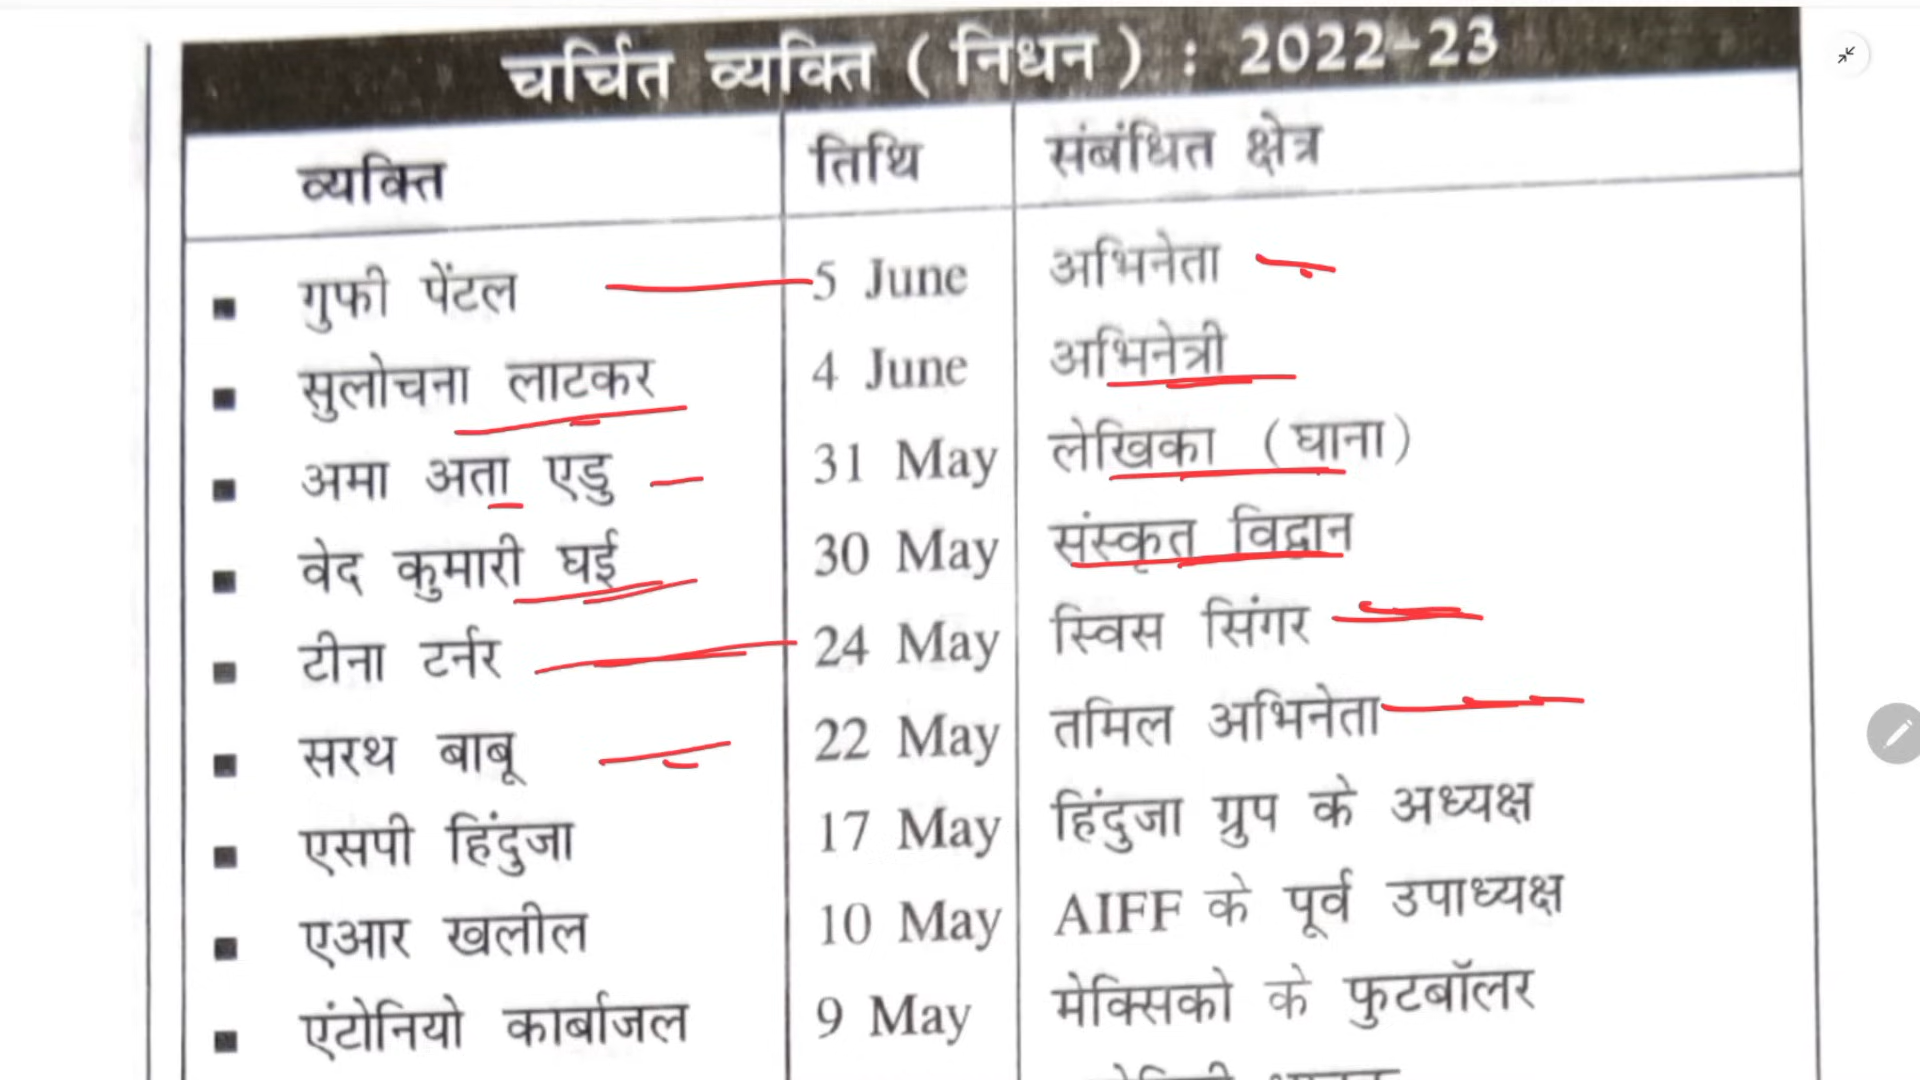 चर्चित व्यक्ति ( निधन ) : 2022-23
व्यक्ति तिथि संबंधित क्षेत्र
▪ गुफी पेंटल 5 June अभिनेता
▪ सुलोचना लाटकर 4 June अभिनेत्री
▪ अमा अता एडु 31 May लेखिका (घाना)
▪ वेद कुमारी घई 30 May संस्कृत विद्वान
▪ टीना टर्नर 24 May स्विस सिंगर
▪ सरथ बाबू 22 May तमिल अभिनेता
▪ एसपी हिंदुजा 17 May हिंदुजा ग्रुप के अध्यक्ष
▪ एआर खलील 10 May AIFF के पूर्व उपाध्यक्ष
▪ एंटोनियो कार्बाजल 9 May मेक्सिको के फुटबॉलर